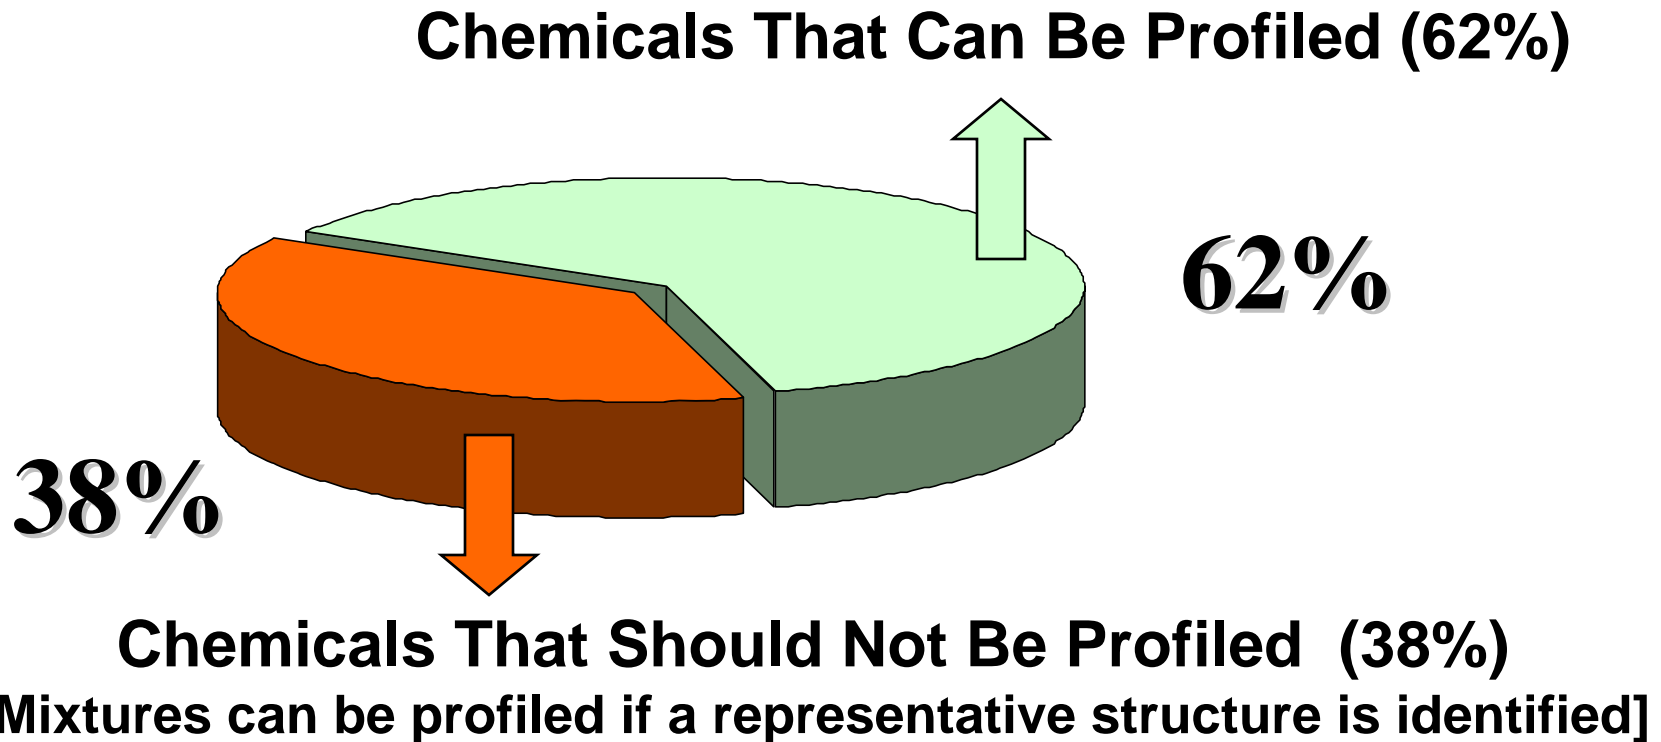 Chemicals That Can Be Profiled (62%)
62%
38%
Chemicals That Should Not Be Profiled (38%)
Mixtures can be profiled if a representative structure is identified]